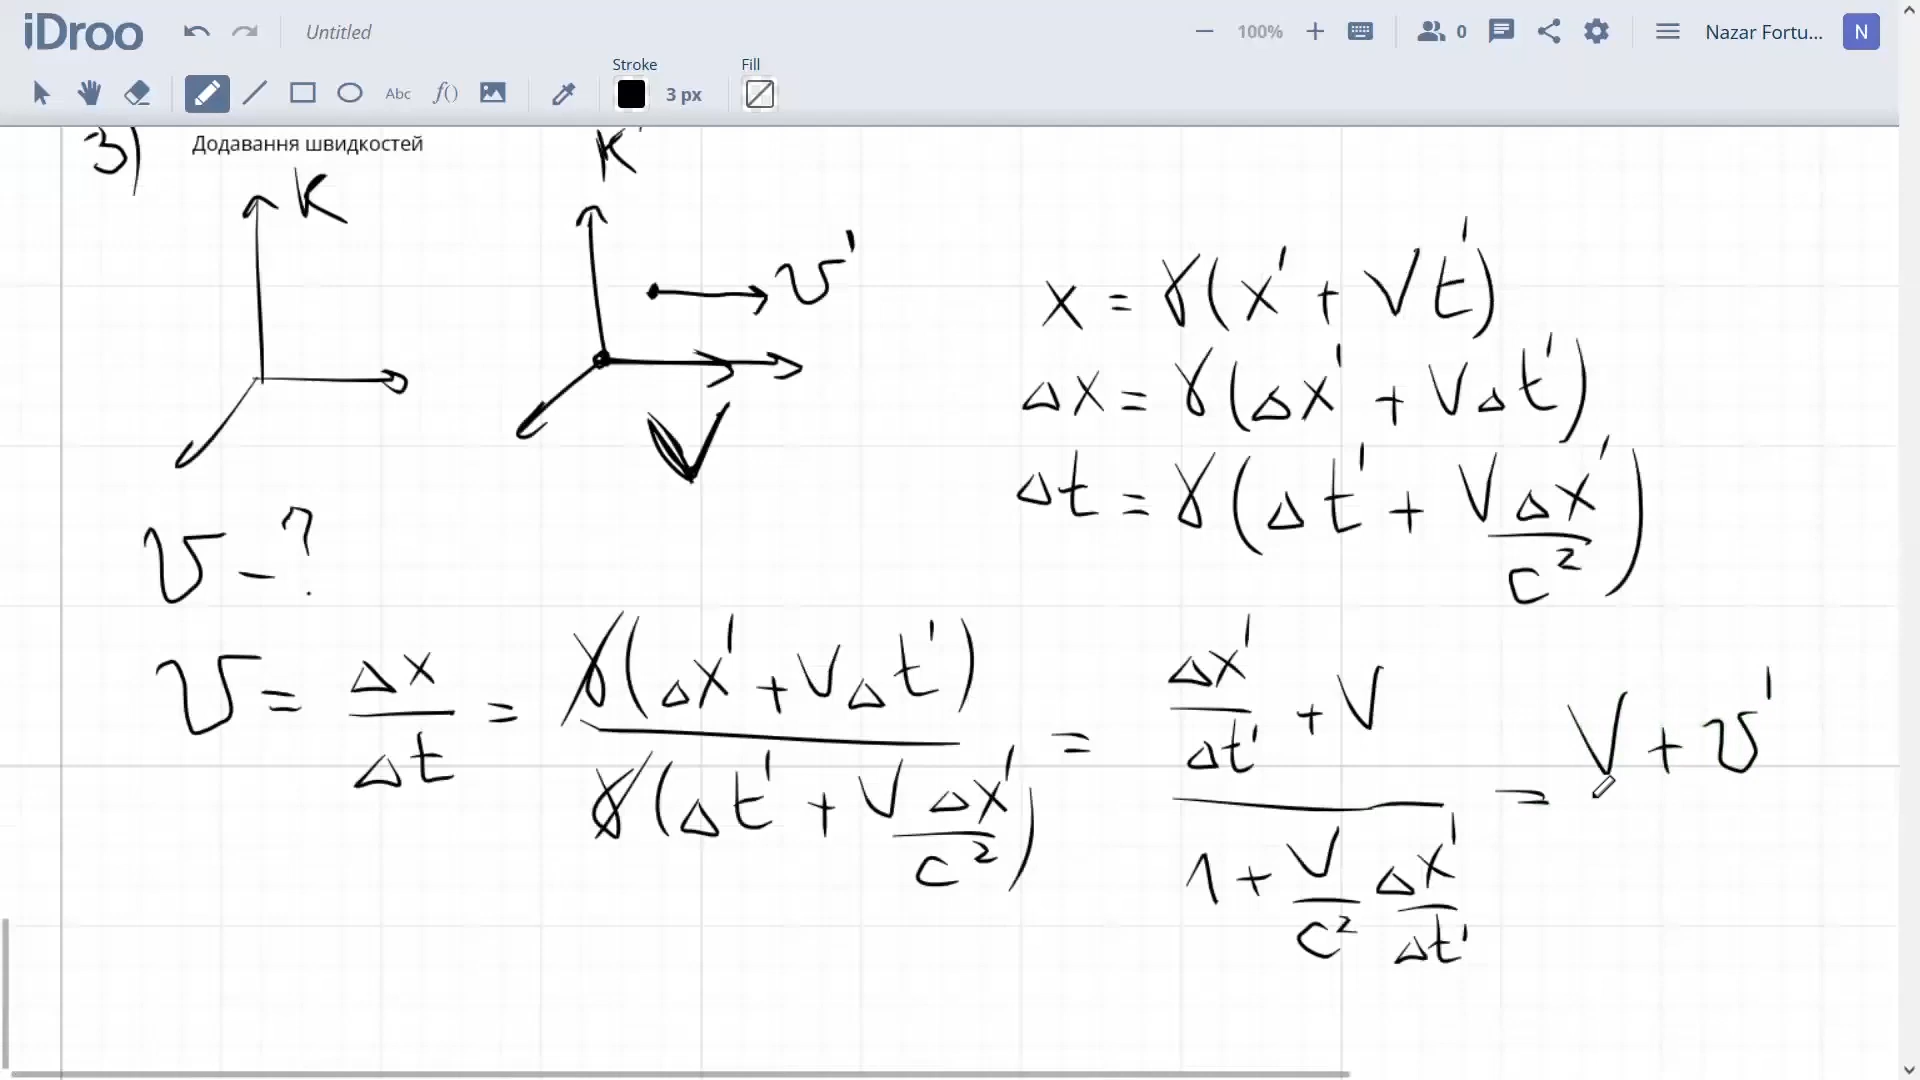 iDroo Untitled 100% 0 Nazar Fortu... N
Abc f() Stroke 3 px Fill
3) Додавання швидкостей
K K'
υ'
V
x = γ(x' + Vt')
Δx = γ(Δx' + VΔt')
Δt = γ(Δt' + VΔx'/c²)
υ - ?
υ = Δx/Δt = γ(Δx' + VΔt')/γ(Δt' + VΔx'/c²) = (Δx'/Δt' + V)/(1 + V/c² Δx'/Δt') = V + υ'